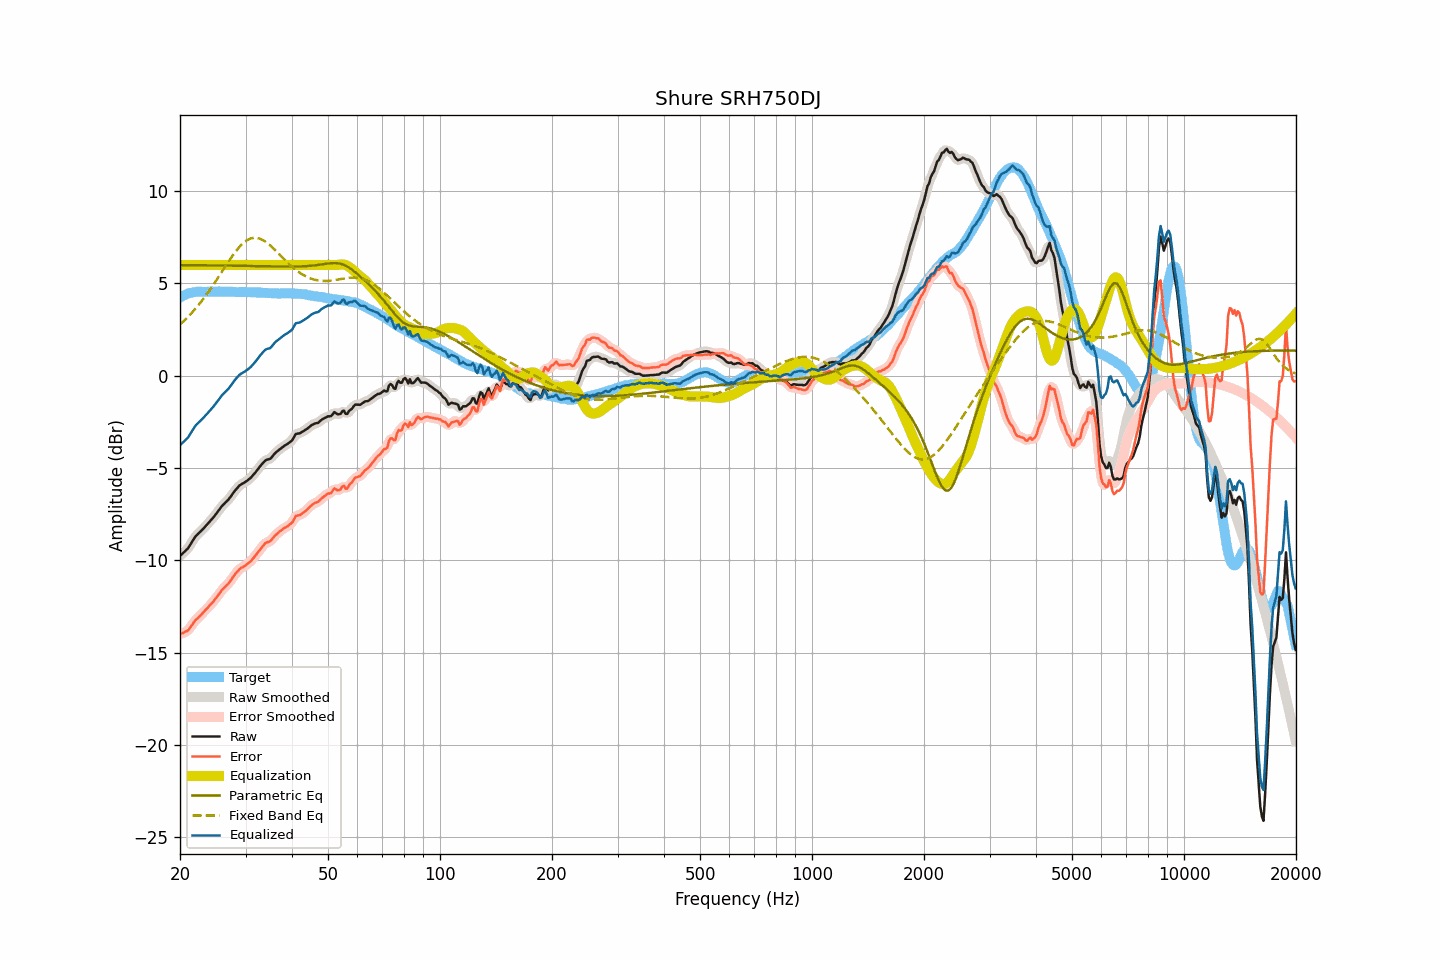 Shure SRH750DJ
Amplitude (dBr)
10
5
0
−5
−10
−15
−20
−25
Target
Raw Smoothed
Error Smoothed
Raw
Error
Equalization
Parametric Eq
Fixed Band Eq
Equalized
20 50 100 200 500 1000 2000 5000 10000 20000
Frequency (Hz)